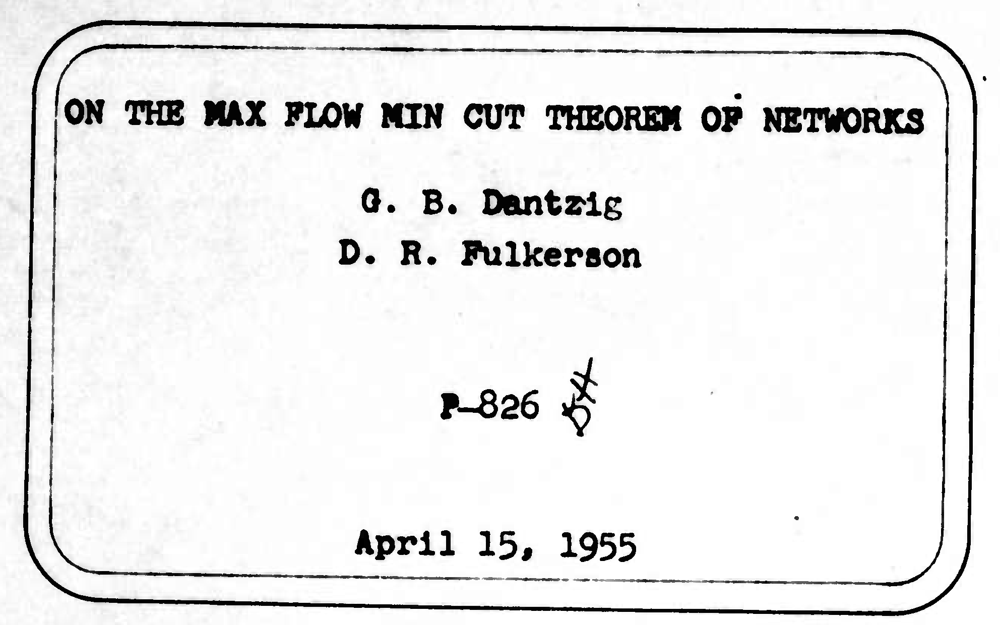 ON THE MAX FLOW MIN CUT THEOREM OF NETWORKS
G. B. Dantzig
D. R. Fulkerson
P-826
April 15, 1955